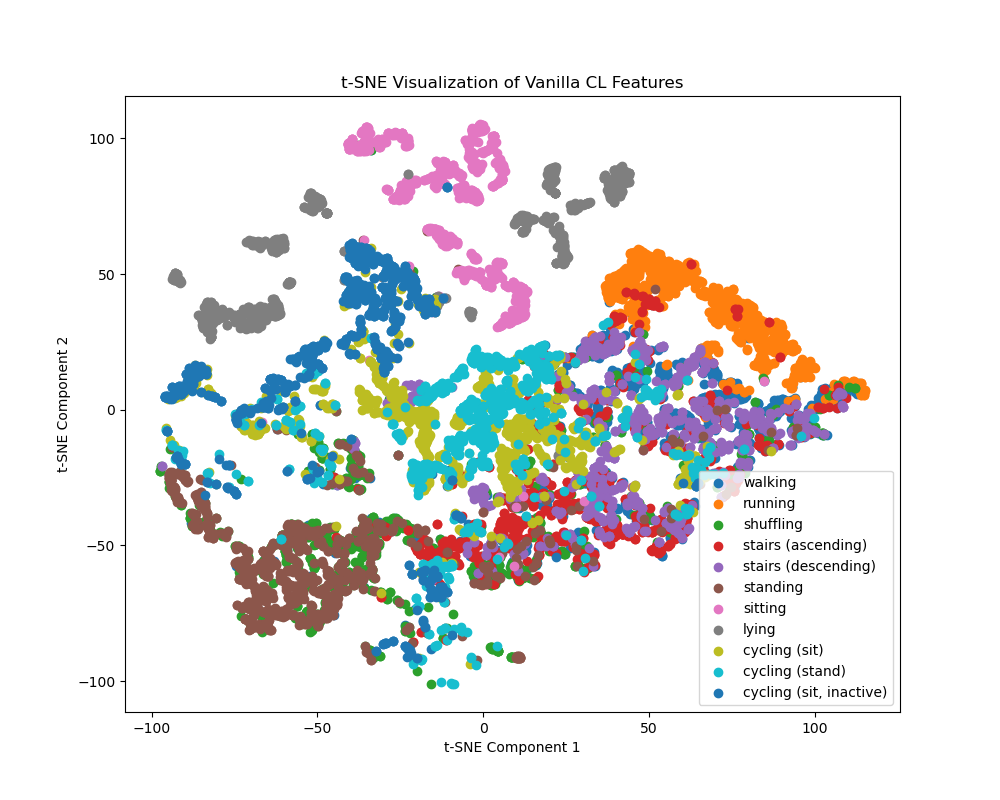 t-SNE Visualization of Vanilla CL Features
t-SNE Component 2
100
50
0
−50
−100
−100
−50
0
50
100
t-SNE Component 1
walking
running
shuffling
stairs (ascending)
stairs (descending)
standing
sitting
lying
cycling (sit)
cycling (stand)
cycling (sit, inactive)